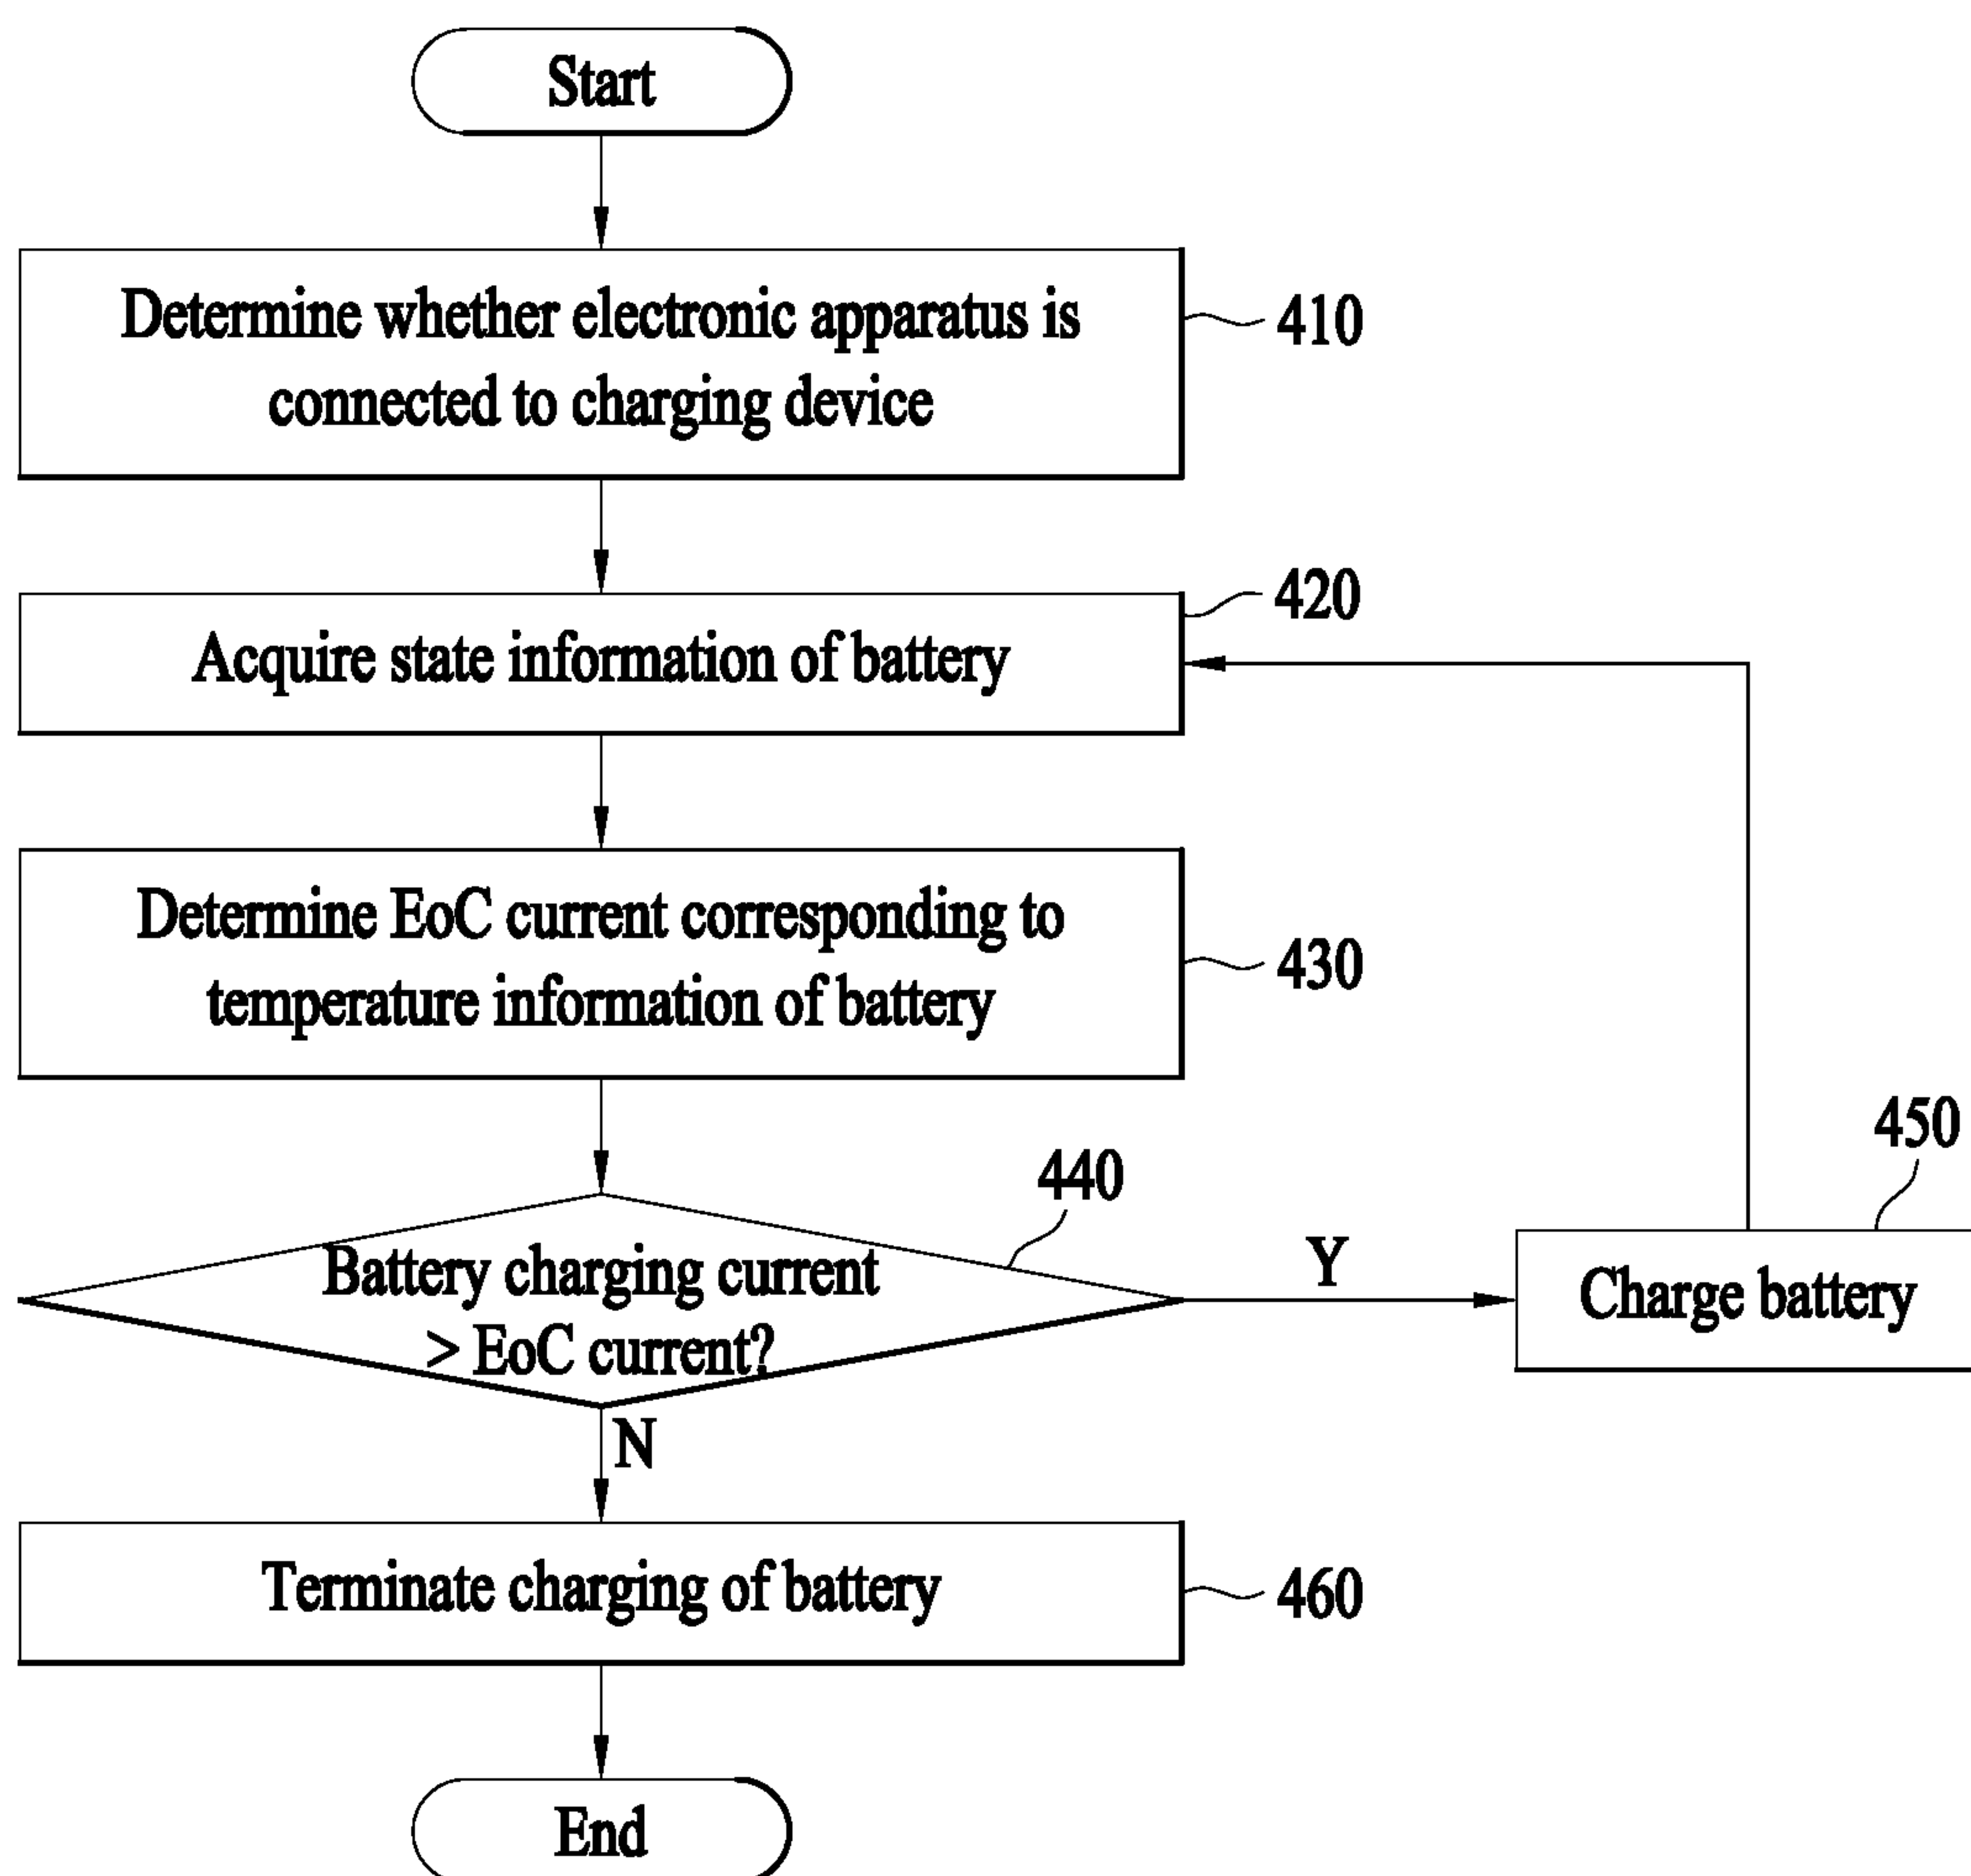 Start
Determine whether electronic apparatus is
connected to charging device
410
420
Acquire state information of battery
Determine EoC current corresponding to
temperature information of battery
430
440
450
Battery charging current
> EoC current?
Y
Charge battery
N
Terminate charging of battery
460
End